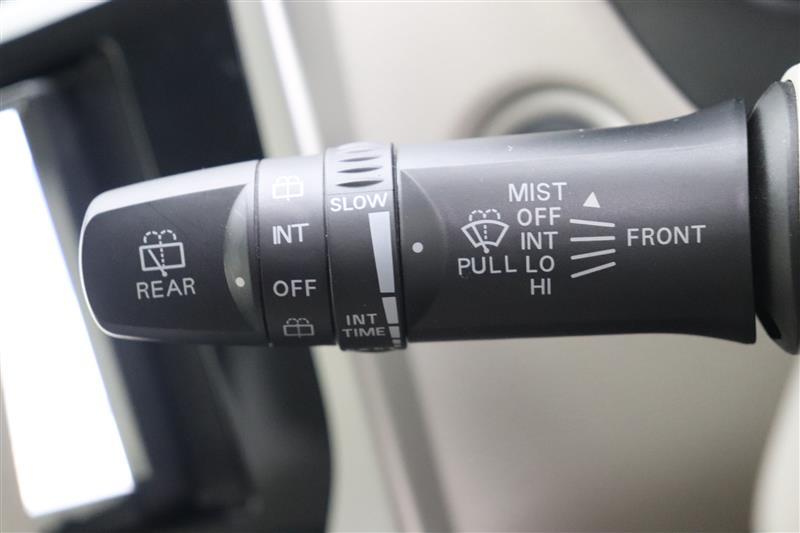 REAR
INT
OFF
SLOW
INT
TIME
MIST
OFF
INT
PULL LO
HI
FRONT